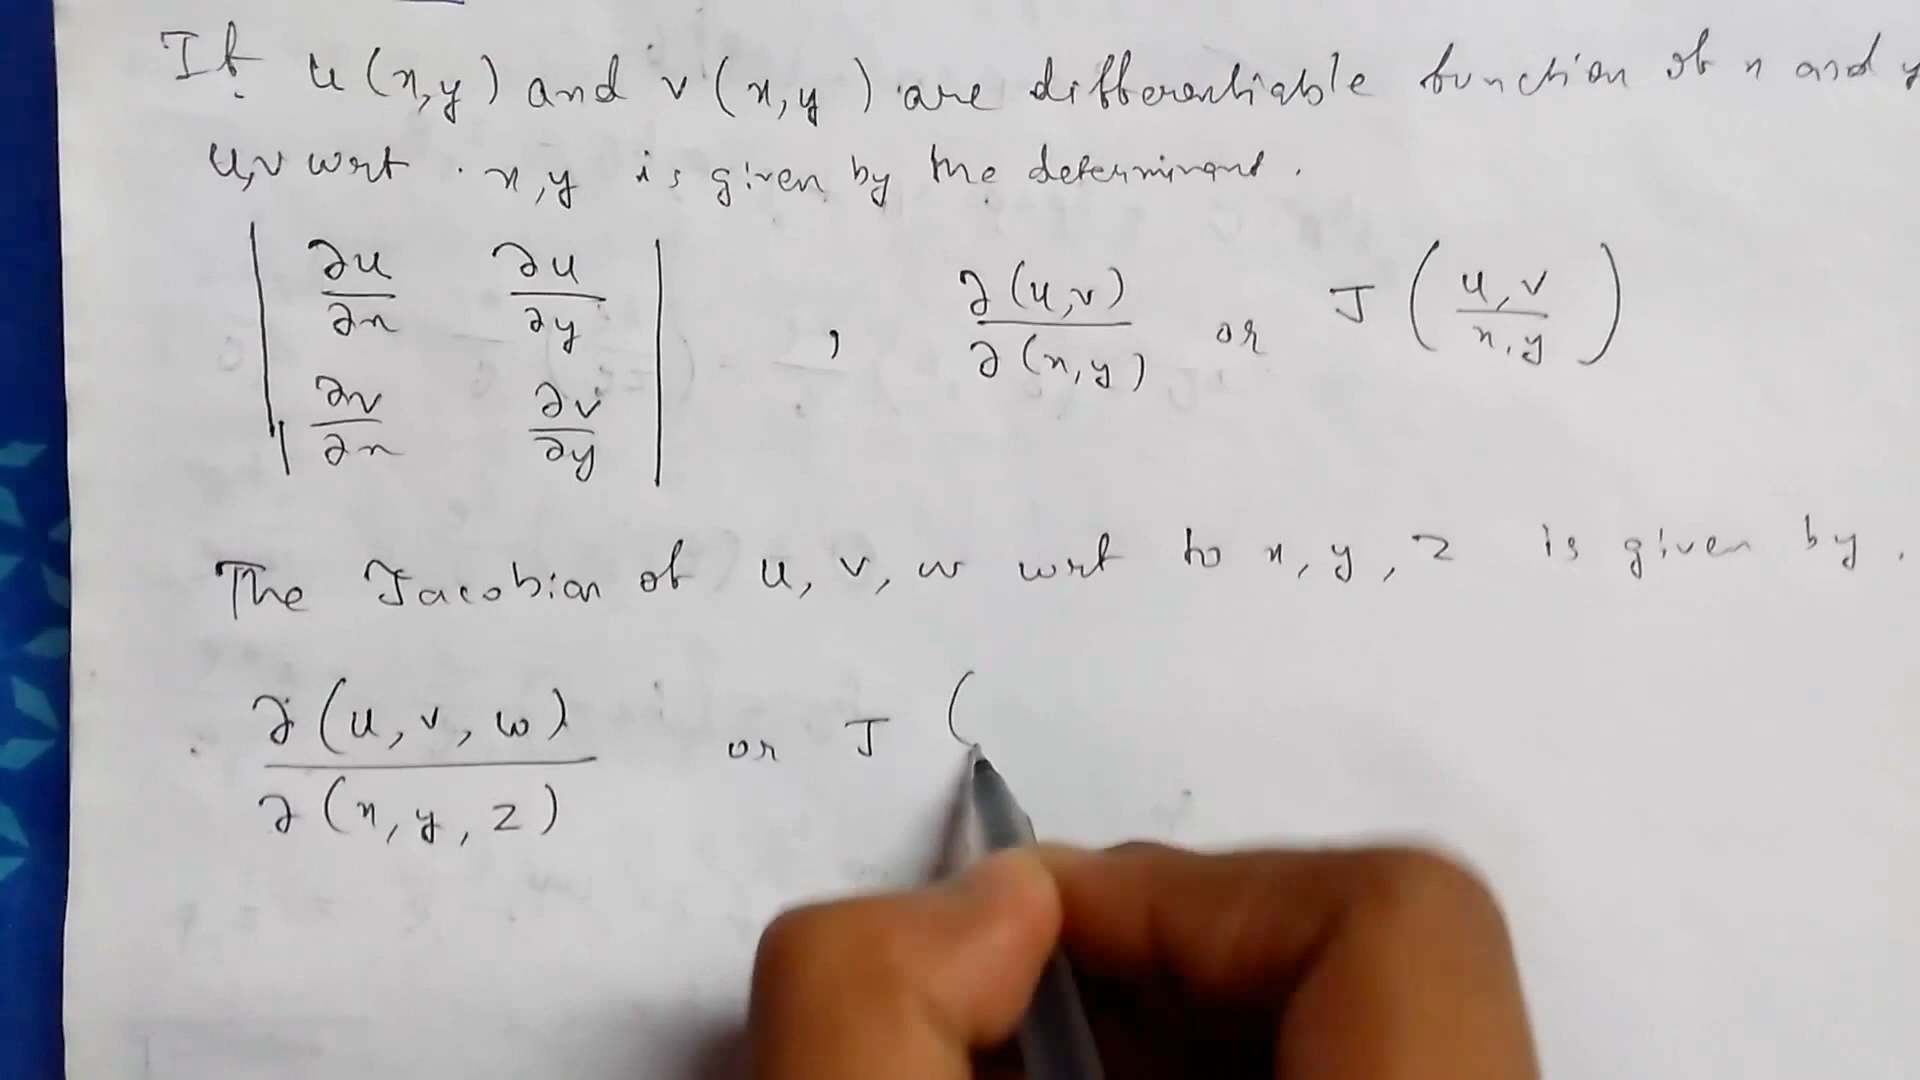 If u(x,y) and v(x,y) are differentiable function of x and y
u,v wrt x,y is given by the determinant.
| ∂u/∂x ∂u/∂y |
| ∂v/∂x ∂v/∂y | , ∂(u,v)/∂(x,y) or J(u,v/x,y)
The Jacobian of u, v, w wrt to x, y, z is given by.
∂(u, v, w)/∂(x, y, z) or J (